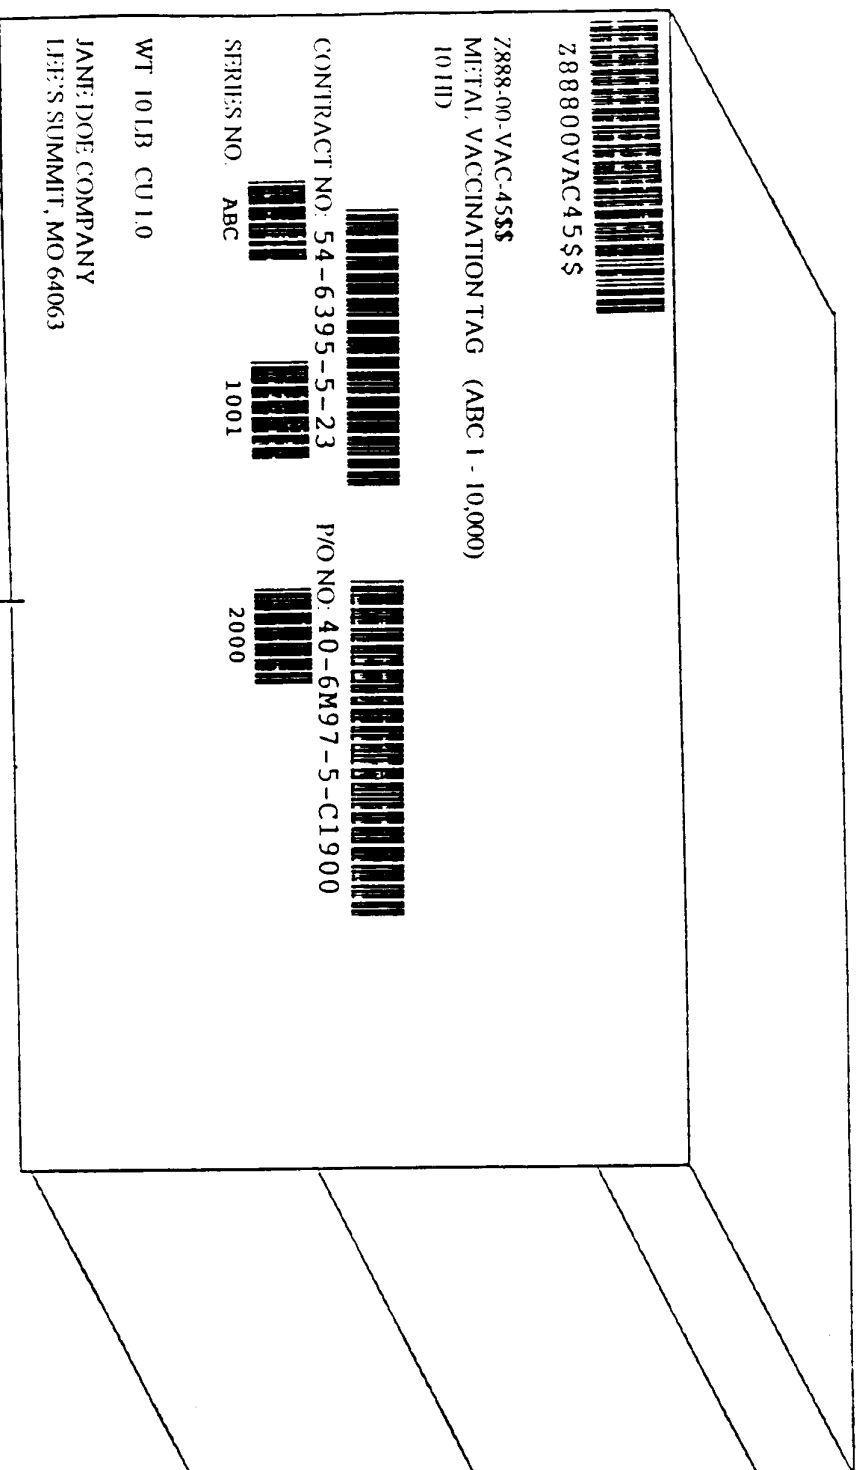 Z88800VAC45$$
Z888-00-VAC-45$$
METAL VACCINATION TAG (ABC 1 - 10,000)
10 HD
CONTRACT NO: 54-6395-5-23 P/O NO: 40-6M97-5-C1900
SERIES NO. ABC 1001 2000
WT 10 LB CU 1.0
JANE DOE COMPANY
LEE'S SUMMIT, MO 64063